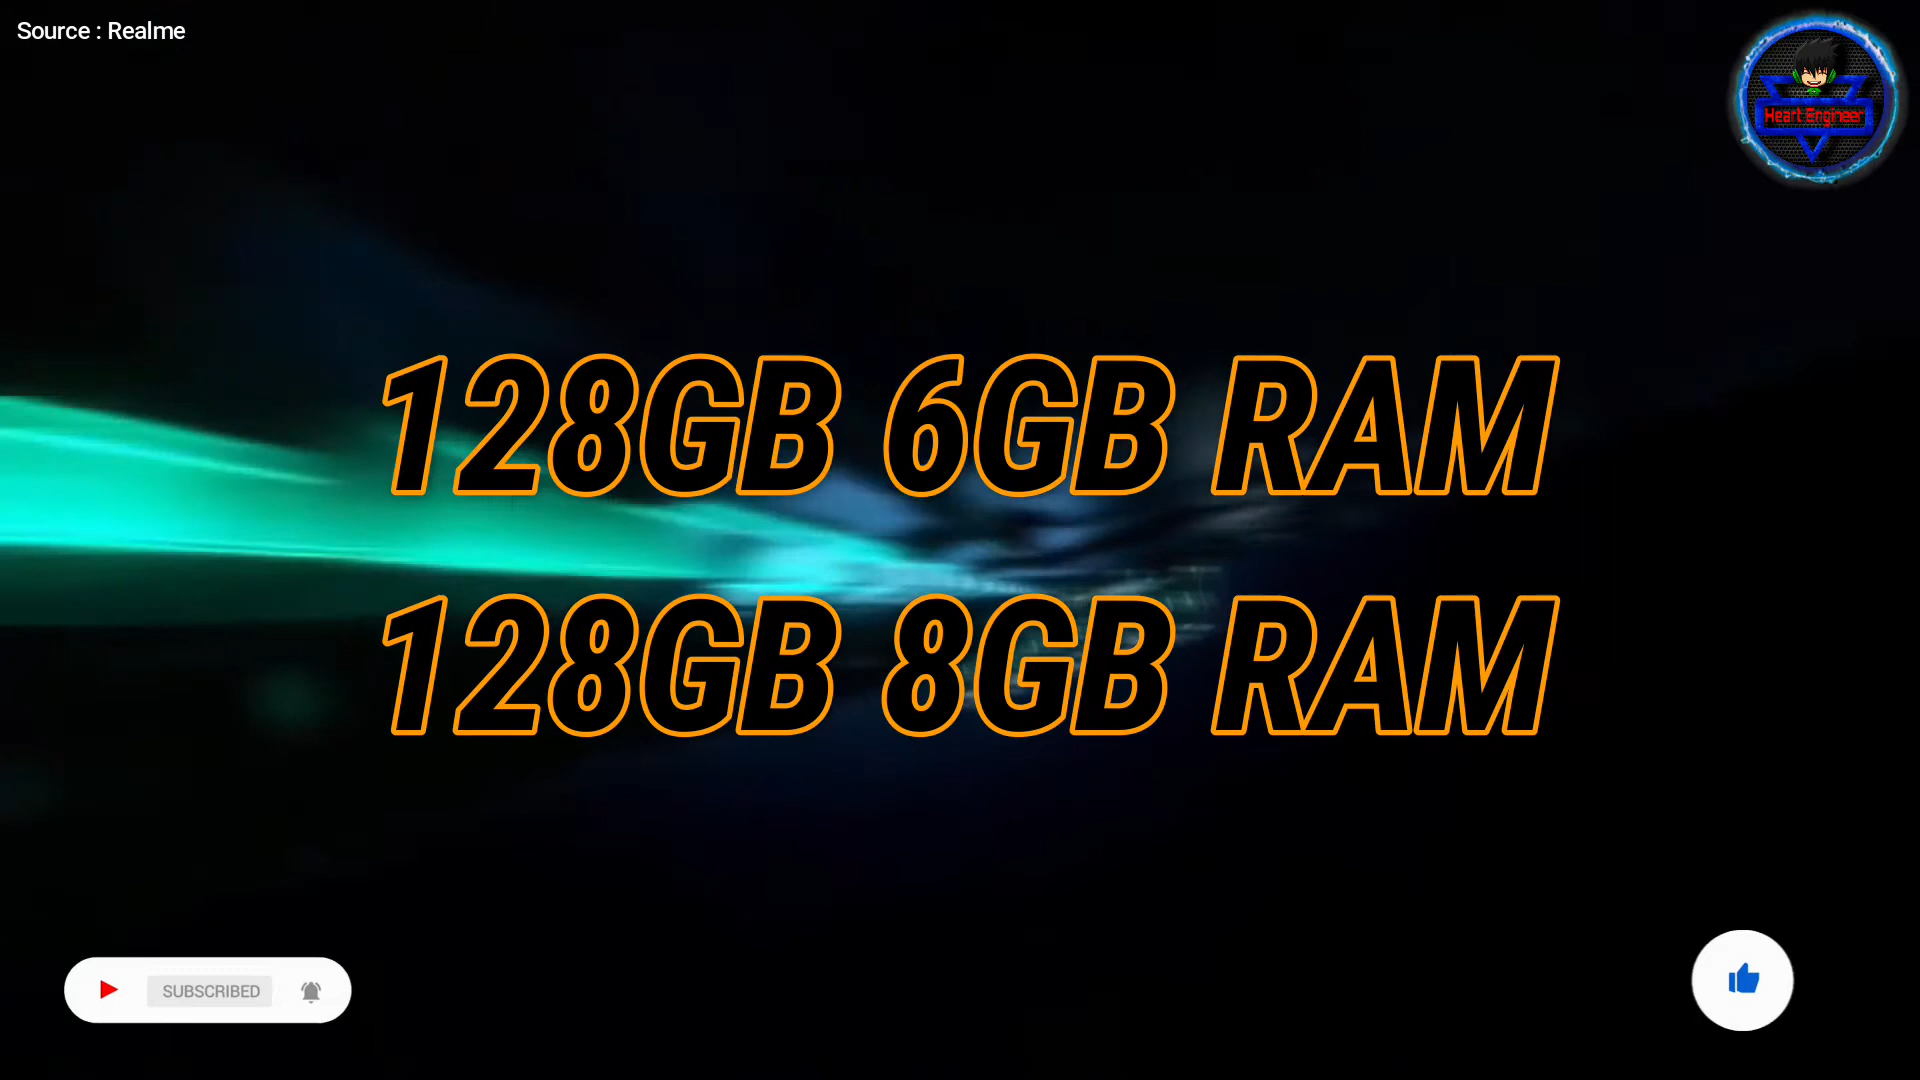 Source : Realme
Heart Engineer
128GB 6GB RAM
128GB 8GB RAM
SUBSCRIBED